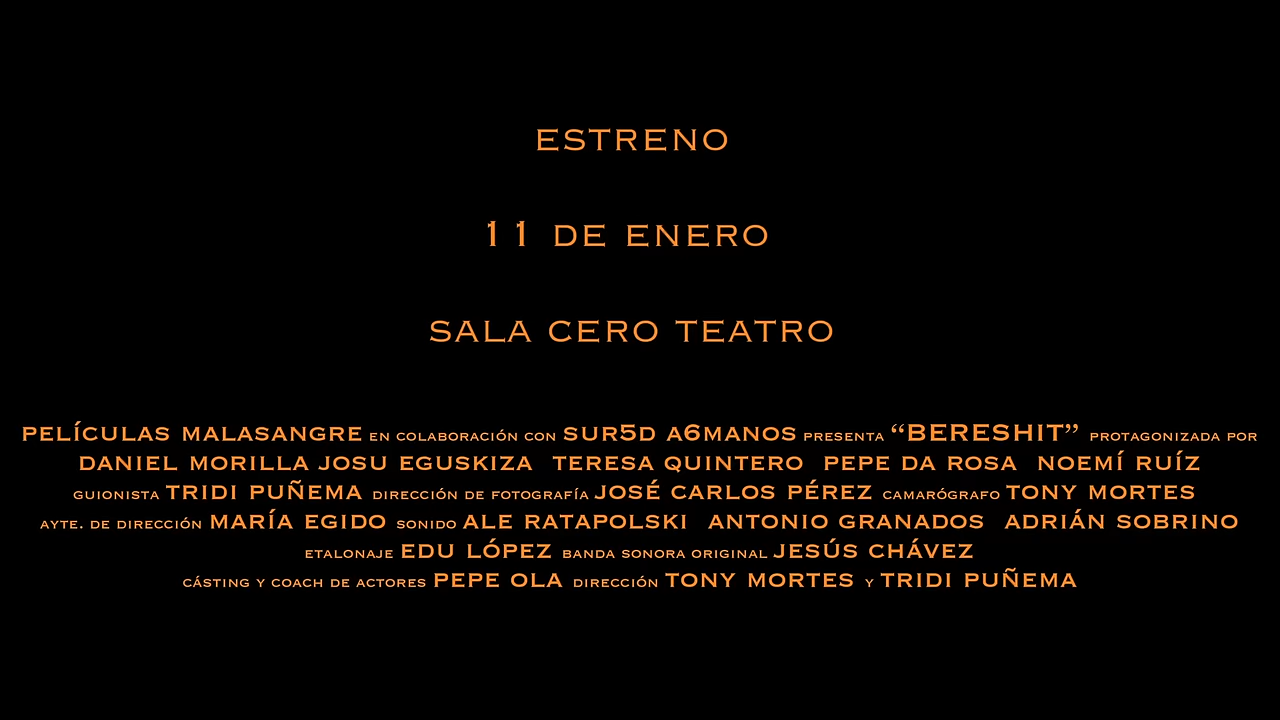 ESTRENO
11 DE ENERO
SALA CERO TEATRO
PELÍCULAS MALASANGRE EN COLABORACIÓN CON SUR5D A6MANOS PRESENTA “BERESHIT” PROTAGONIZADA POR
DANIEL MORILLA JOSU EGUSKIZA TERESA QUINTERO PEPE DA ROSA NOEMÍ RUÍZ
GUIONISTA TRIDI PUÑEMA DIRECCIÓN DE FOTOGRAFÍA JOSÉ CARLOS PÉREZ CAMARÓGRAFO TONY MORTES
AYTE. DE DIRECCIÓN MARÍA EGIDO SONIDO ALE RATAPOLSKI ANTONIO GRANADOS ADRIÁN SOBRINO
ETALONAJE EDU LÓPEZ BANDA SONORA ORIGINAL JESÚS CHÁVEZ
CÁSTING Y COACH DE ACTORES PEPE OLA DIRECCIÓN TONY MORTES Y TRIDI PUÑEMA